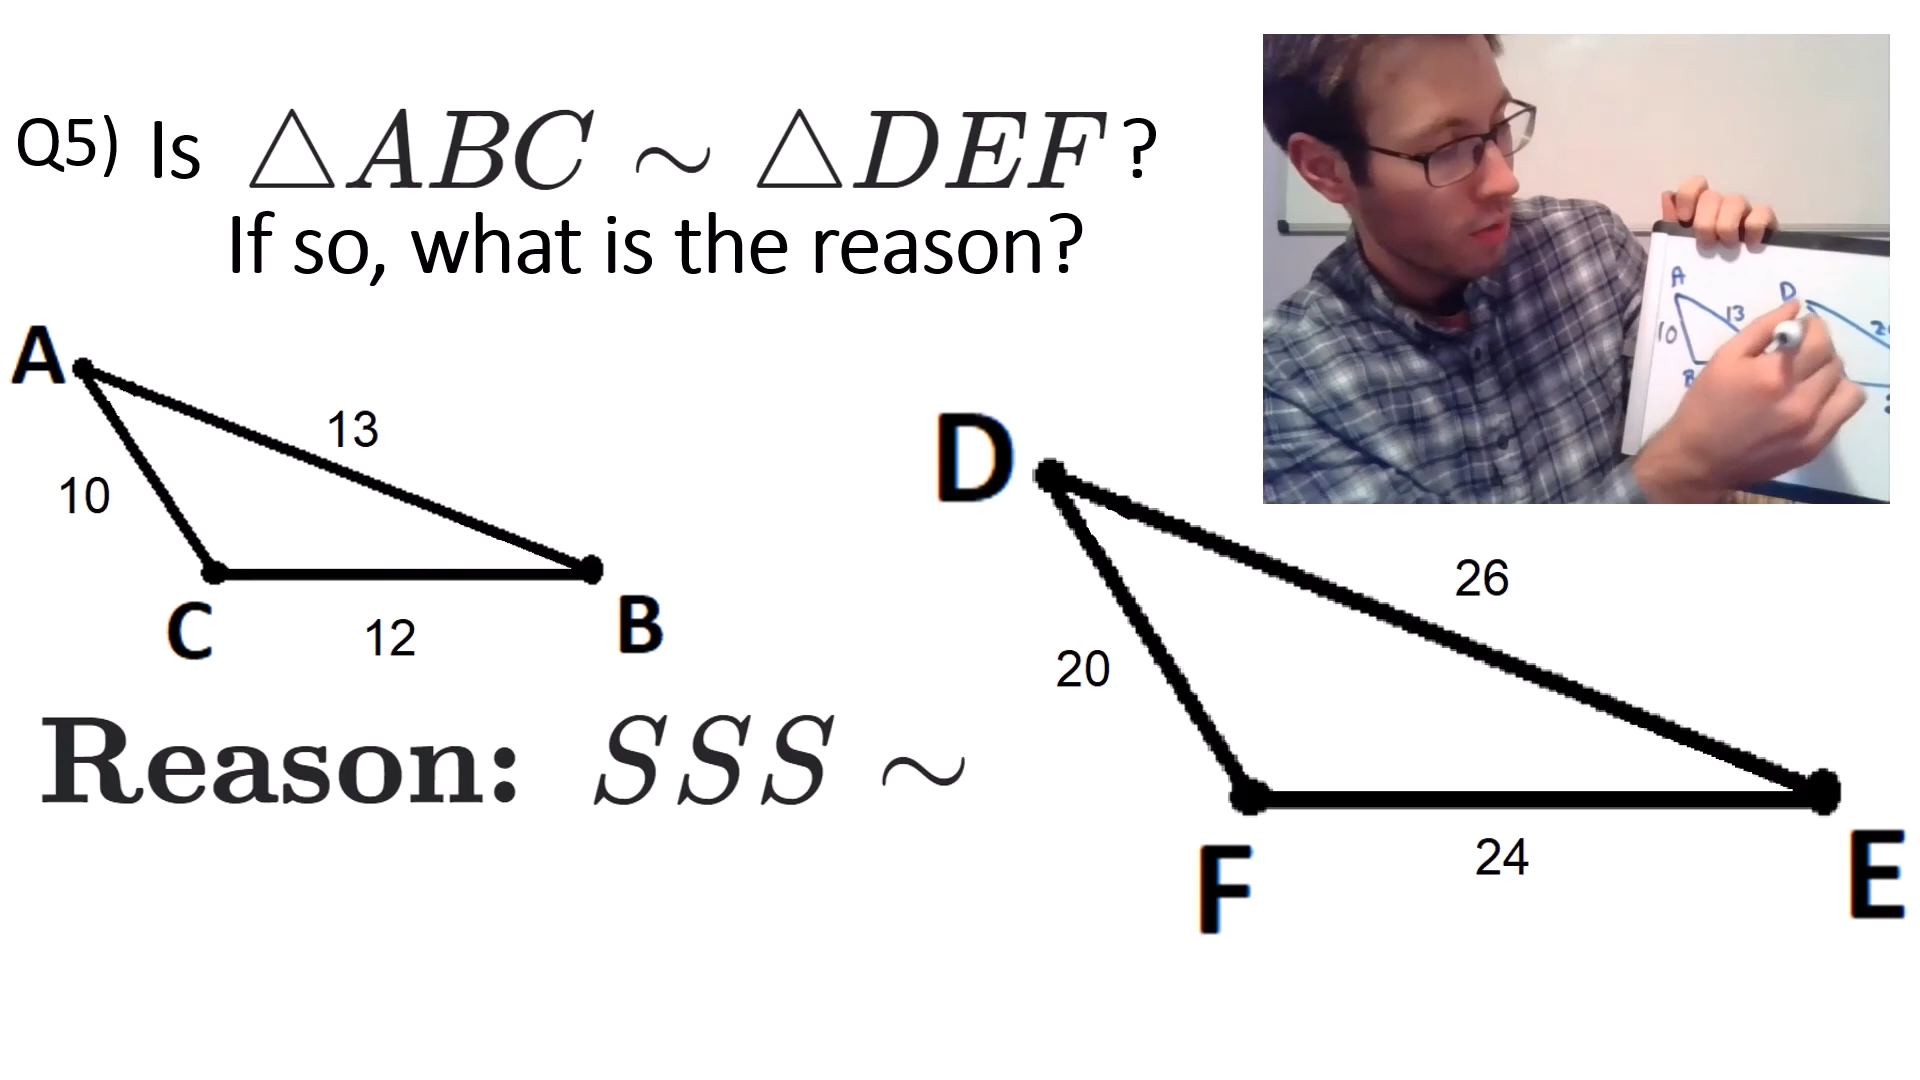 Q5) Is △ABC ~ △DEF?
If so, what is the reason?
A
13
10
C
12
B
Reason: SSS ~
D
26
20
F
24
E
A
13
10
D